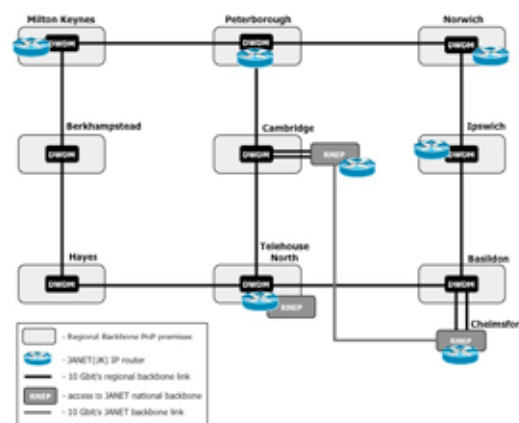 Milton Keynes
Peterborough
Norwich
DWDM
DWDM
DWDM
Berkhampstead
Cambridge
Ipswich
DWDM
DWDM
RNEP
DWDM
Hayes
Telehouse
North
Basildon
DWDM
DWDM
DWDM
RNEP
Chelmsfor
RNEP
- Regional Backbone PoP premises
- JANET(UK) IP router
- 10 Gbit/s regional backbone link
RNEP
- access to JANET national backbone
- 10 Gbit/s JANET backbone link